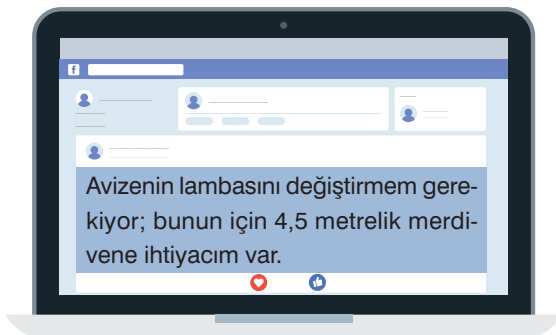 f
Avizenin lambasını değiştirmem gere-
kiyor; bunun için 4,5 metrelik merdi-
vene ihtiyacım var.